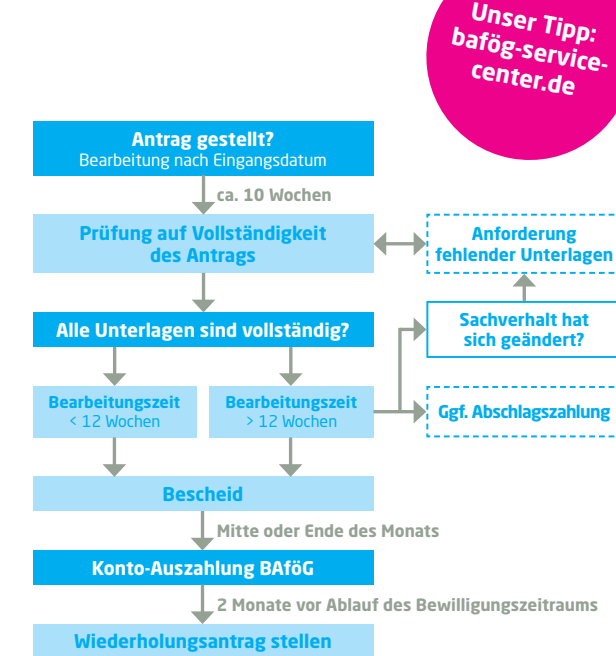 Unser Tipp:
bafög-service-
center.de
Antrag gestellt?
Bearbeitung nach Eingangsdatum
ca. 10 Wochen
Prüfung auf Vollständigkeit
des Antrags
Anforderung
fehlender Unterlagen
Sachverhalt hat
sich geändert?
Alle Unterlagen sind vollständig?
Bearbeitungszeit
< 12 Wochen
Bearbeitungszeit
> 12 Wochen
Ggf. Abschlagszahlung
Bescheid
Mitte oder Ende des Monats
Konto-Auszahlung BAföG
2 Monate vor Ablauf des Bewilligungszeitraums
Wiederholungsantrag stellen